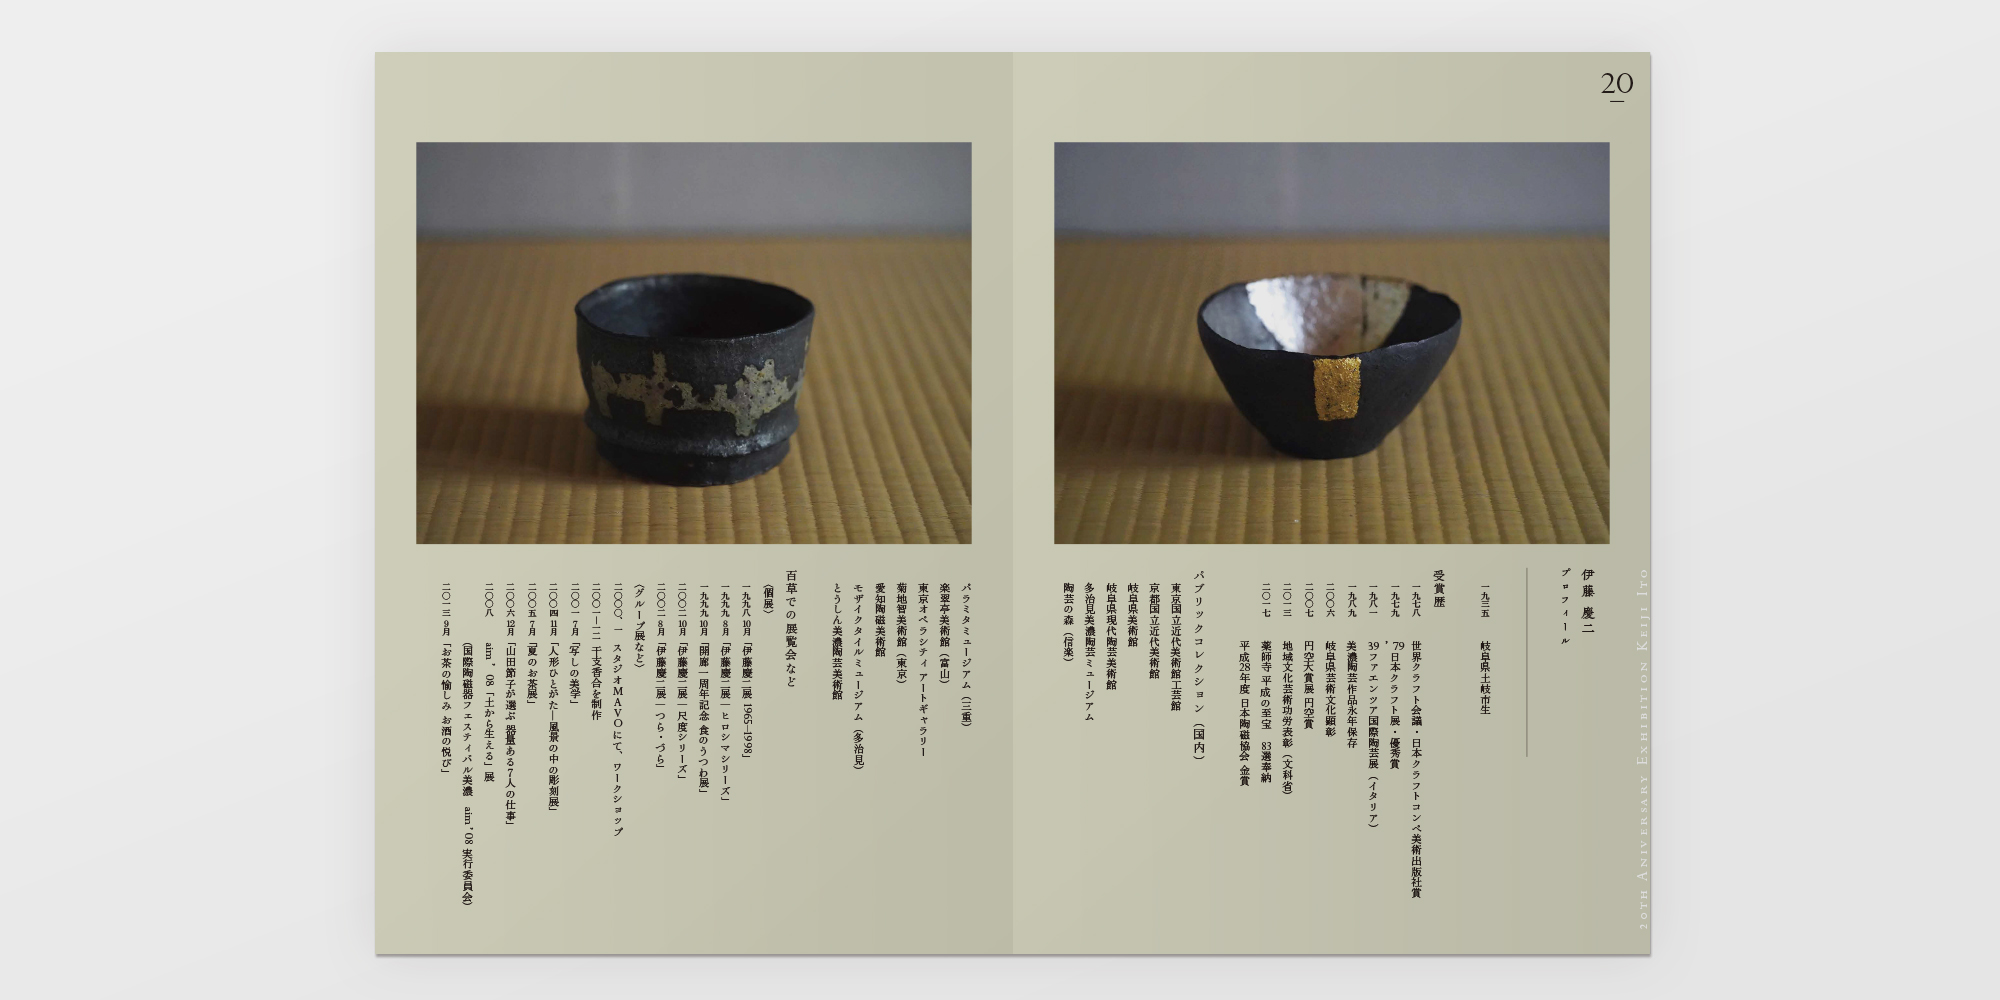 20
伊藤 慶二
プロフィール
一九三五 岐阜県土岐市生
受賞歴
一九七八 世界クラフト会議・日本クラフトコンペ美術出版社賞
一九七九 ’79日本クラフト展・優秀賞
一九八一 39ファエンツア国際陶芸展（イタリア）
一九八九 美濃陶芸作品永年保存
二〇〇六 岐阜県芸術文化顕彰
二〇〇七 円空大賞展 円空賞
二〇一三 地域文化芸術功労表彰（文科省）
二〇一七 薬師寺 平成の至宝 83選奉納
平成28年度 日本陶磁協会 金賞
パブリックコレクション（国内）
東京国立近代美術館工芸館
京都国立近代美術館
岐阜県美術館
岐阜県現代陶芸美術館
多治見美濃陶芸ミュージアム
陶芸の森（信楽）
パラミタミュージアム（三重）
楽翠亭美術館（富山）
東京オペラシティ アートギャラリー
菊地智美術館（東京）
愛知陶磁美術館
モザイクタイルミュージアム（多治見）
とうしん美濃陶芸美術館
百草での展覧会など
（個展）
一九九八 10月「伊藤慶二展 1965–1998」
一九九九 8月「伊藤慶二展｜ヒロシマシリーズ」
一九九九 10月「開廊一周年記念 食のうつわ展」
二〇〇二 10月「伊藤慶二展｜尺度シリーズ」
二〇〇二 8月「伊藤慶二展｜つら・づら」
（グループ展など）
二〇〇〇、一 スタジオMAVOにて、ワークショップ
二〇〇一｜一二 干支香合を制作
二〇〇一 7月「写しの美学」
二〇〇四 11月「人形ひとがた｜風景の中の彫刻展」
二〇〇五 7月「夏のお茶展」
二〇〇六 12月「山田節子が選ぶ 器量ある7人の仕事」
二〇〇八 aim’08「土から生える」展
（国際陶磁器フェスティバル美濃 aim’08 実行委員会）
二〇一三 9月「お茶の愉しみ お酒の悦び」
20th Aniversary Exhibition Keiji Ito